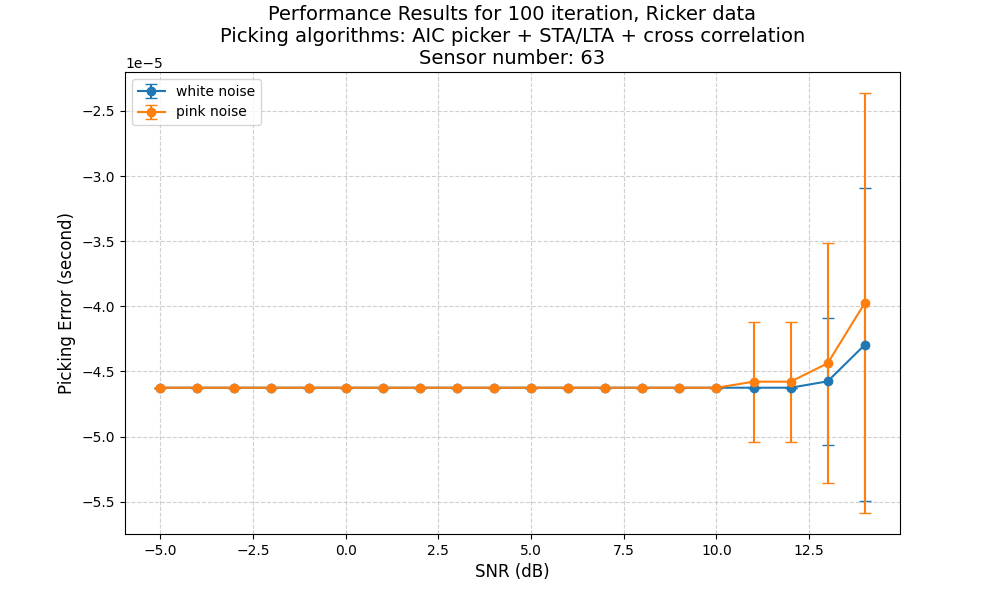 Performance Results for 100 iteration, Ricker data
Picking algorithms: AIC picker + STA/LTA + cross correlation
Sensor number: 63
1e−5
white noise
pink noise
−2.5
−3.0
−3.5
−4.0
−4.5
−5.0
−5.5
Picking Error (second)
−5.0 −2.5 0.0 2.5 5.0 7.5 10.0 12.5
SNR (dB)